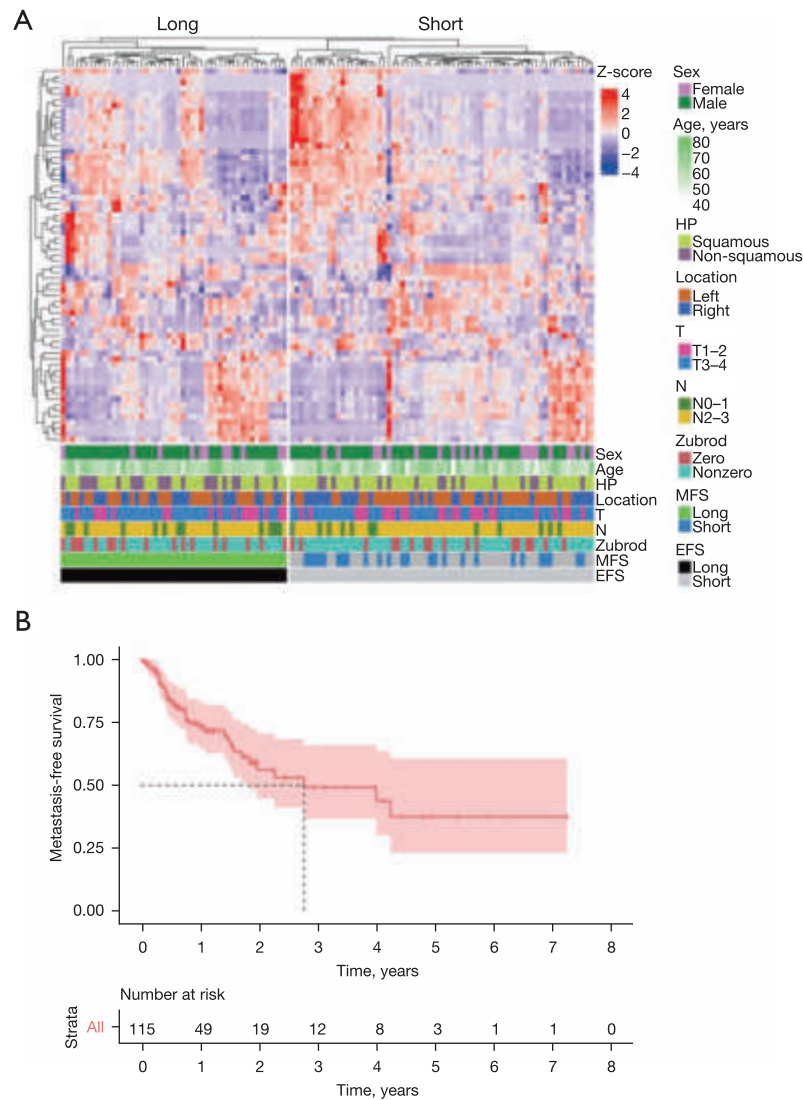 A
Long
Short
Z-score
4
2
0
−2
−4
Sex
Female
Male
Age, years
80
70
60
50
40
HP
Squamous
Non-squamous
Location
Left
Right
T
T1–2
T3–4
N
N0–1
N2–3
Zubrod
Zero
Nonzero
MFS
Long
Short
EFS
Long
Short
Sex
Age
HP
Location
T
N
Zubrod
MFS
EFS
B
Metastasis-free survival
1.00
0.75
0.50
0.25
0.00
0 1 2 3 4 5 6 7 8
Time, years
Number at risk
Strata
All 115 49 19 12 8 3 1 1 0
0 1 2 3 4 5 6 7 8
Time, years